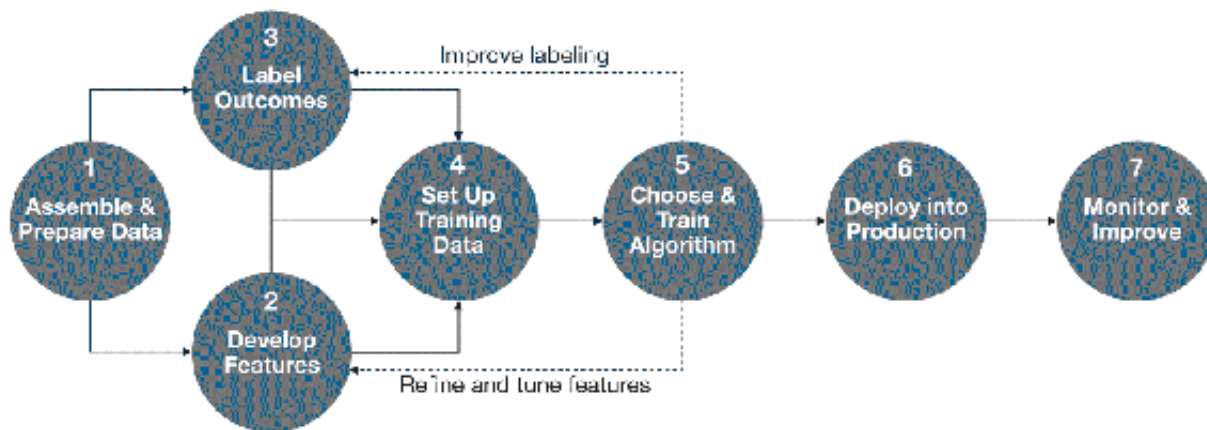 1
Assemble &
Prepare Data
2
Develop
Features
3
Label
Outcomes
4
Set Up
Training
Data
Improve labeling
Refine and tune features
5
Choose &
Train
Algorithm
6
Deploy into
Production
7
Monitor &
Improve